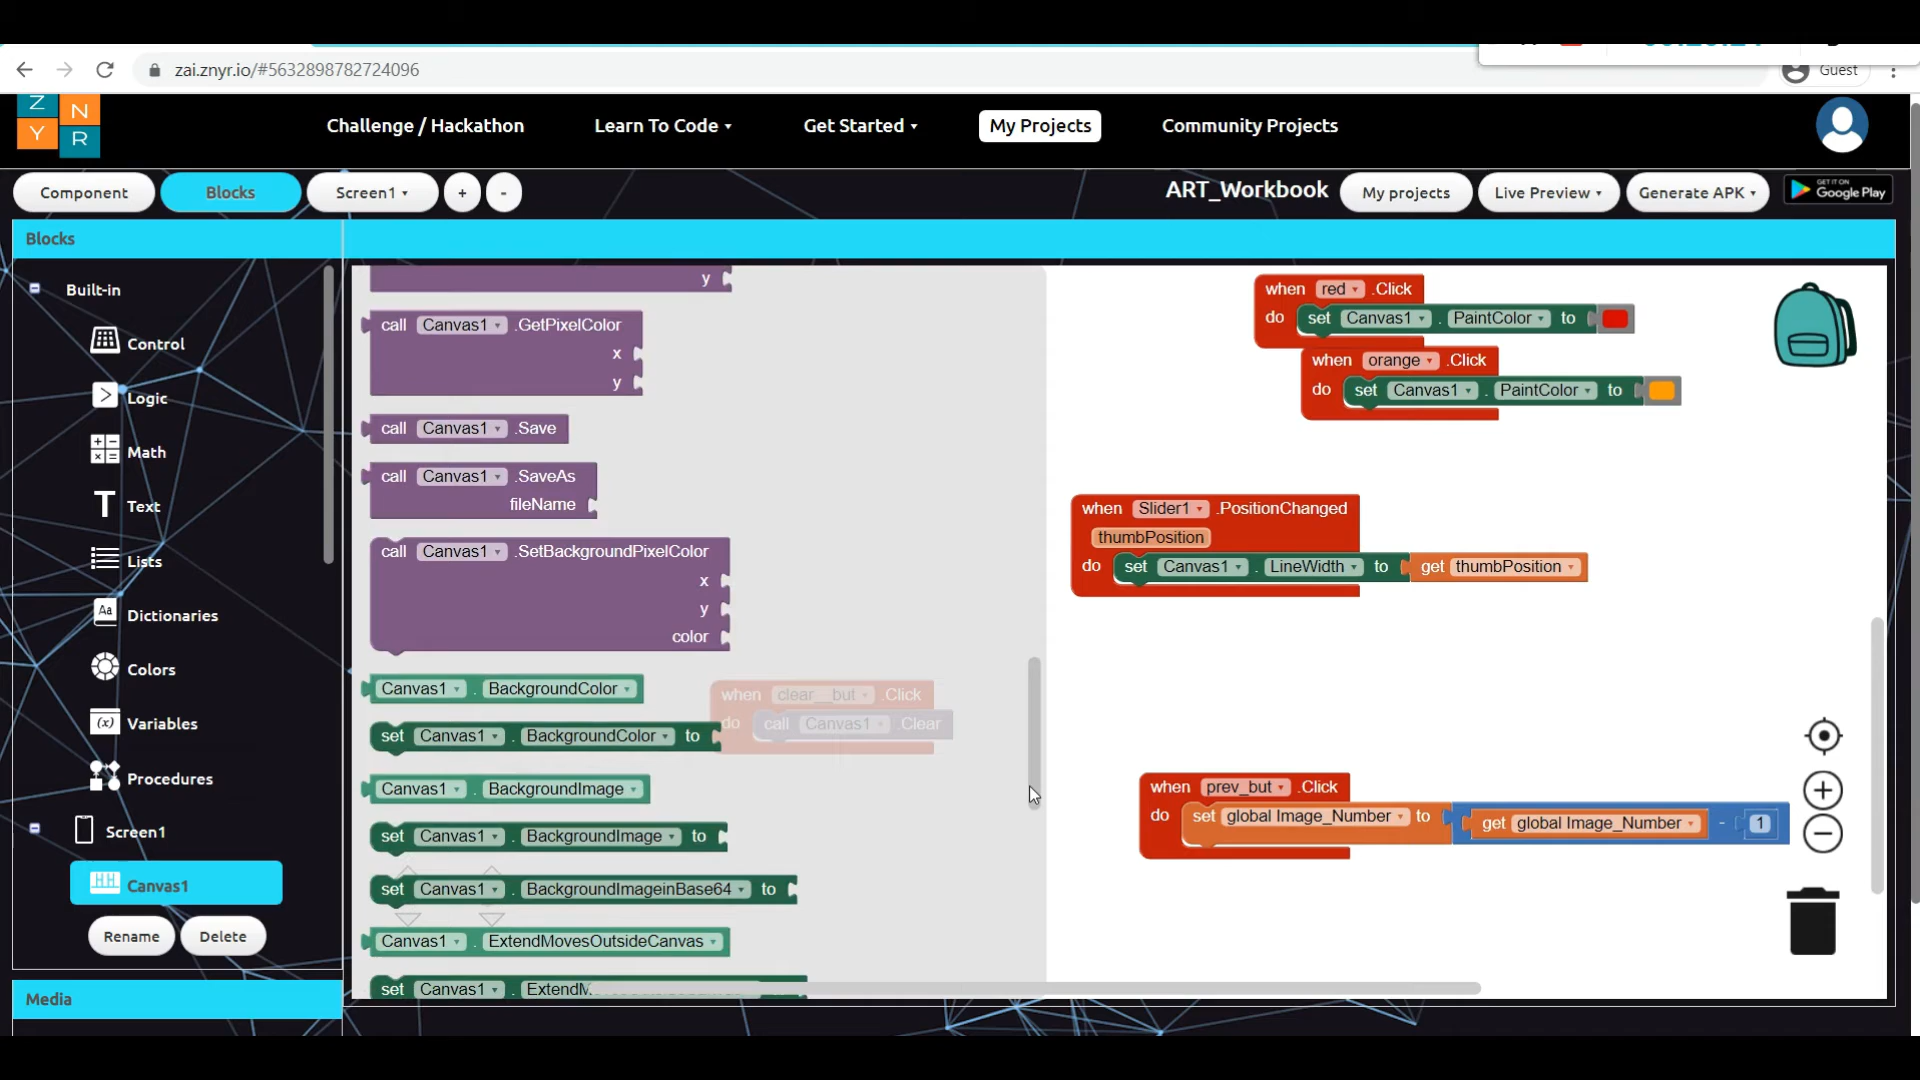 zai.znyr.io/#5632898782724096
Guest
Z N
Y R
Challenge / Hackathon
Learn To Code
Get Started
My Projects
Community Projects
Component
Blocks
Screen1
+
-
ART_Workbook
My projects
Live Preview
Generate APK
GET IT ON
Google Play
Blocks
Built-in
Control
Logic
Math
Text
Lists
Dictionaries
Colors
Variables
Procedures
Screen1
Canvas1
Rename
Delete
Media
y
call Canvas1 .GetPixelColor
x
y
call Canvas1 .Save
call Canvas1 .SaveAs
fileName
call Canvas1 .SetBackgroundPixelColor
x
y
color
Canvas1 . BackgroundColor
set Canvas1 . BackgroundColor to
Canvas1 . BackgroundImage
set Canvas1 . BackgroundImage to
set Canvas1 . BackgroundImageinBase64 to
Canvas1 . ExtendMovesOutsideCanvas
set Canvas1 .
when clear__but .Click
do call Canvas1 .Clear
when red .Click
do set Canvas1 . PaintColor to
when orange .Click
do set Canvas1 . PaintColor to
when Slider1 .PositionChanged
thumbPosition
do set Canvas1 . LineWidth to get thumbPosition
when prev_but .Click
do set global Image_Number to get global Image_Number - 1